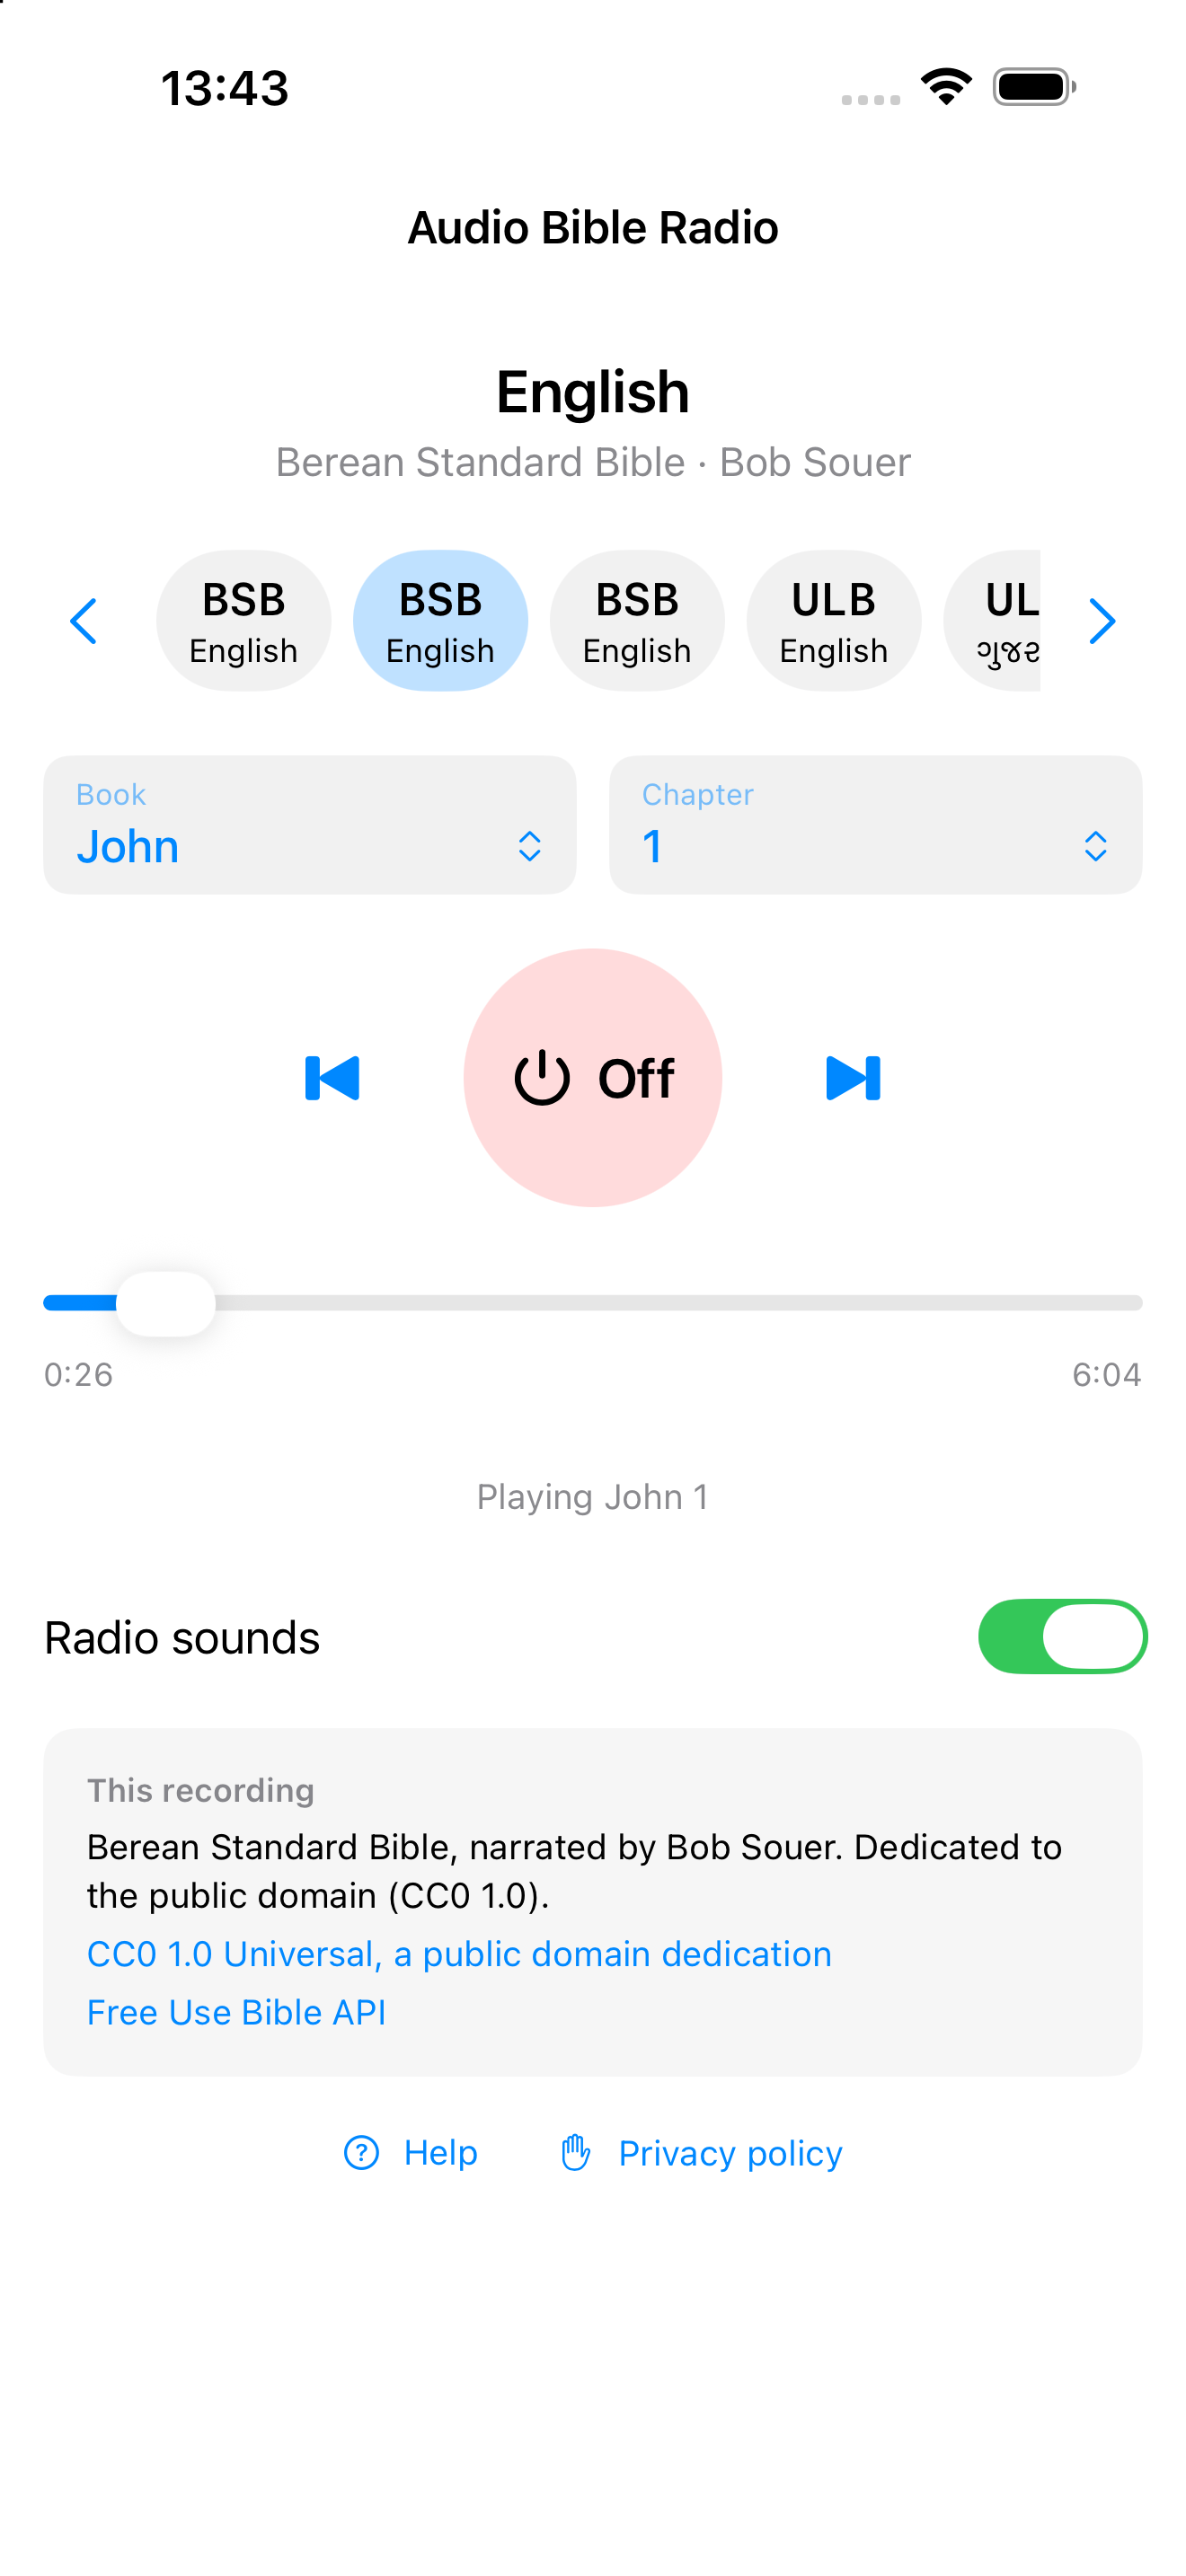 13:43
Audio Bible Radio
English
Berean Standard Bible · Bob Souer
BSB BSB BSB ULB UL
English English English English ગુજરા
Book Chapter
John 1
Off
0:26 6:04
Playing John 1
Radio sounds
This recording
Berean Standard Bible, narrated by Bob Souer. Dedicated to
the public domain (CC0 1.0).
CC0 1.0 Universal, a public domain dedication
Free Use Bible API
Help Privacy policy